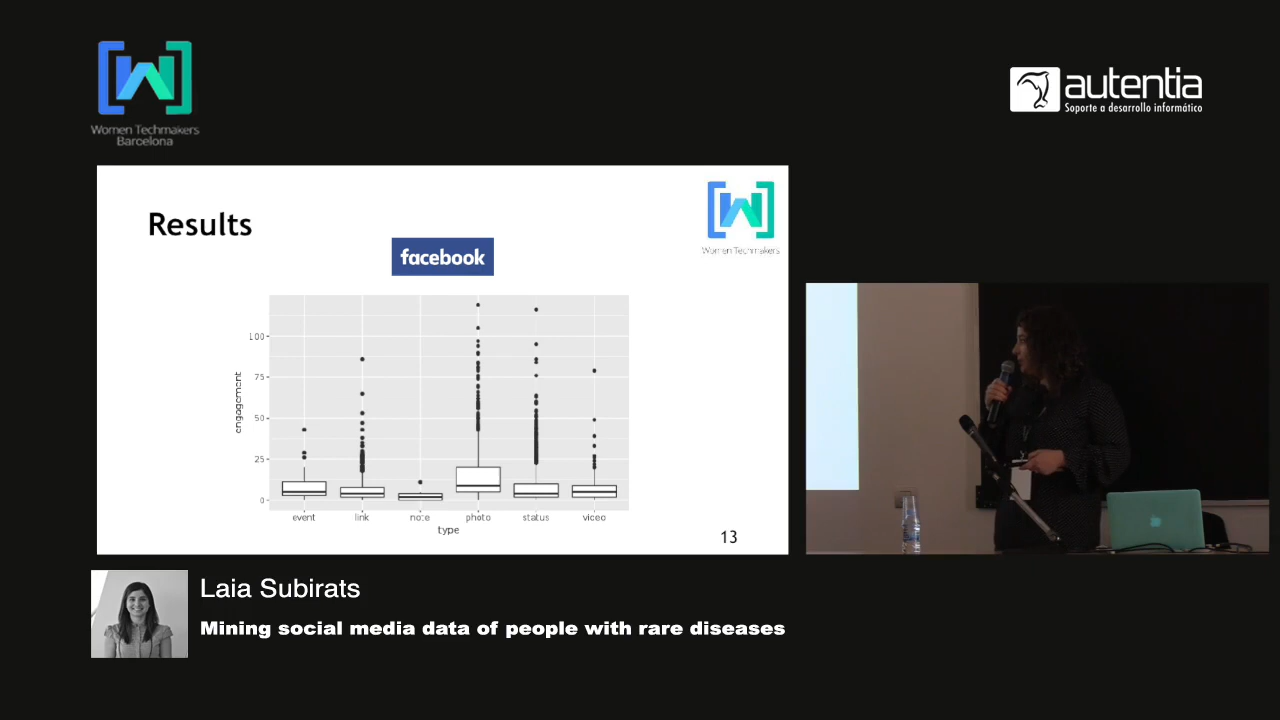 Women Techmakers
Barcelona
autentia
Soporte a desarrollo informático
Results
Women Techmakers
facebook
engagement
100
75
50
25
0
event
link
note
photo
status
video
type
13
Laia Subirats
Mining social media data of people with rare diseases